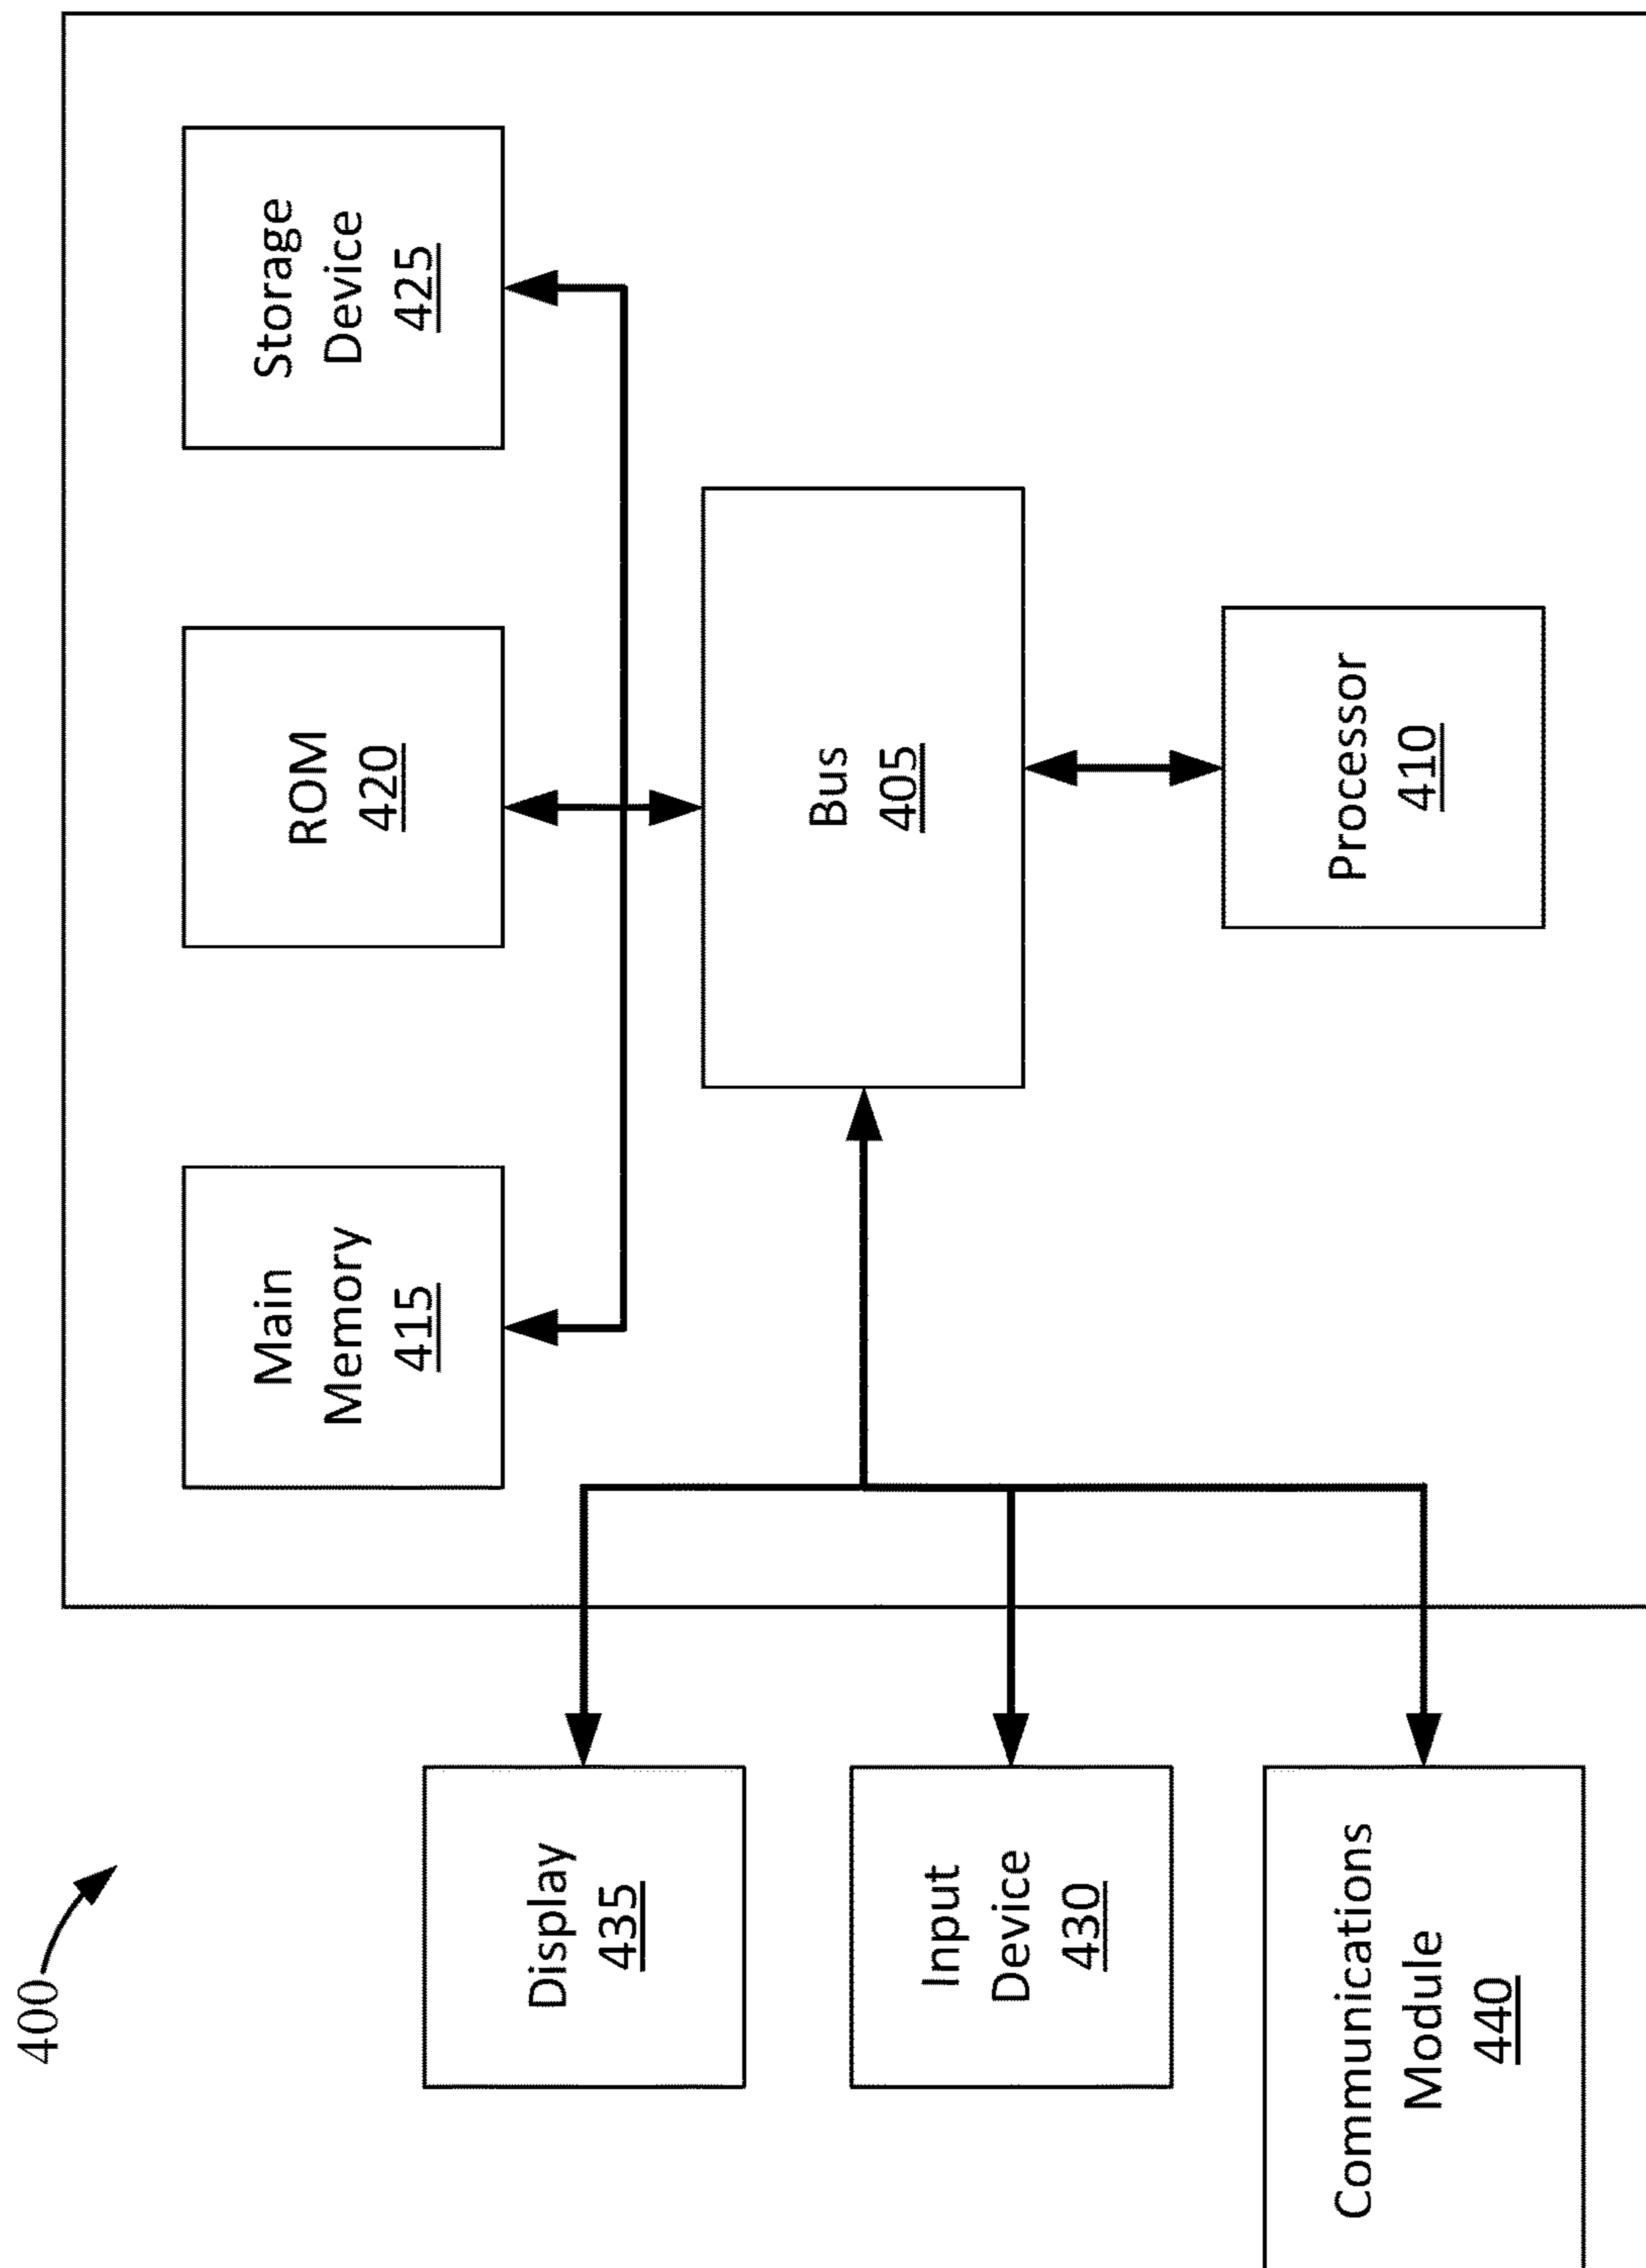 400
Display
435
Input
Device
430
Communications
Module
440
Main
Memory
415
ROM
420
Storage
Device
425
Bus
405
Processor
410